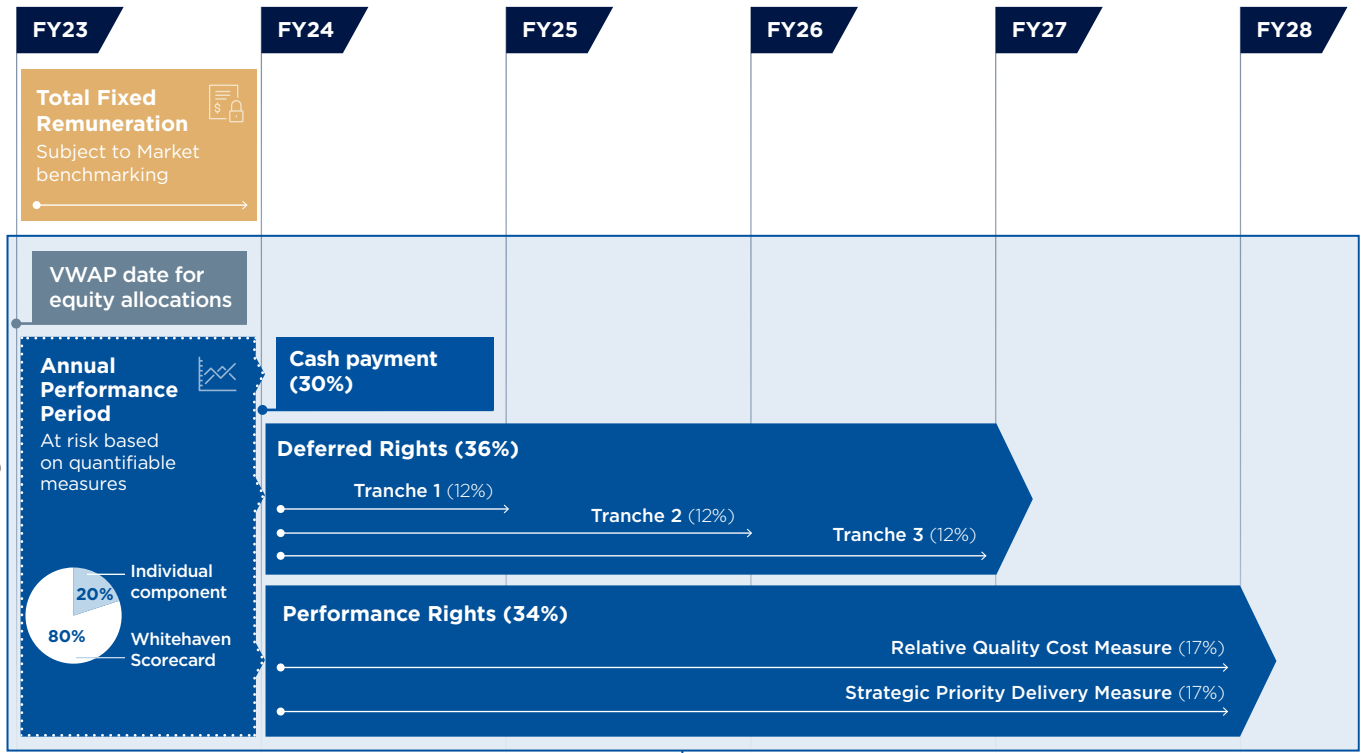 FY23
FY24
FY25
FY26
FY27
FY28
Total Fixed
Remuneration
Subject to Market
benchmarking
$
VWAP date for
equity allocations
Annual
Performance
Period
At risk based
on quantifiable
measures
Individual
component
20%
80%
Whitehaven
Scorecard
Cash payment
(30%)
Deferred Rights (36%)
Tranche 1 (12%)
Tranche 2 (12%)
Tranche 3 (12%)
Performance Rights (34%)
Relative Quality Cost Measure (17%)
Strategic Priority Delivery Measure (17%)